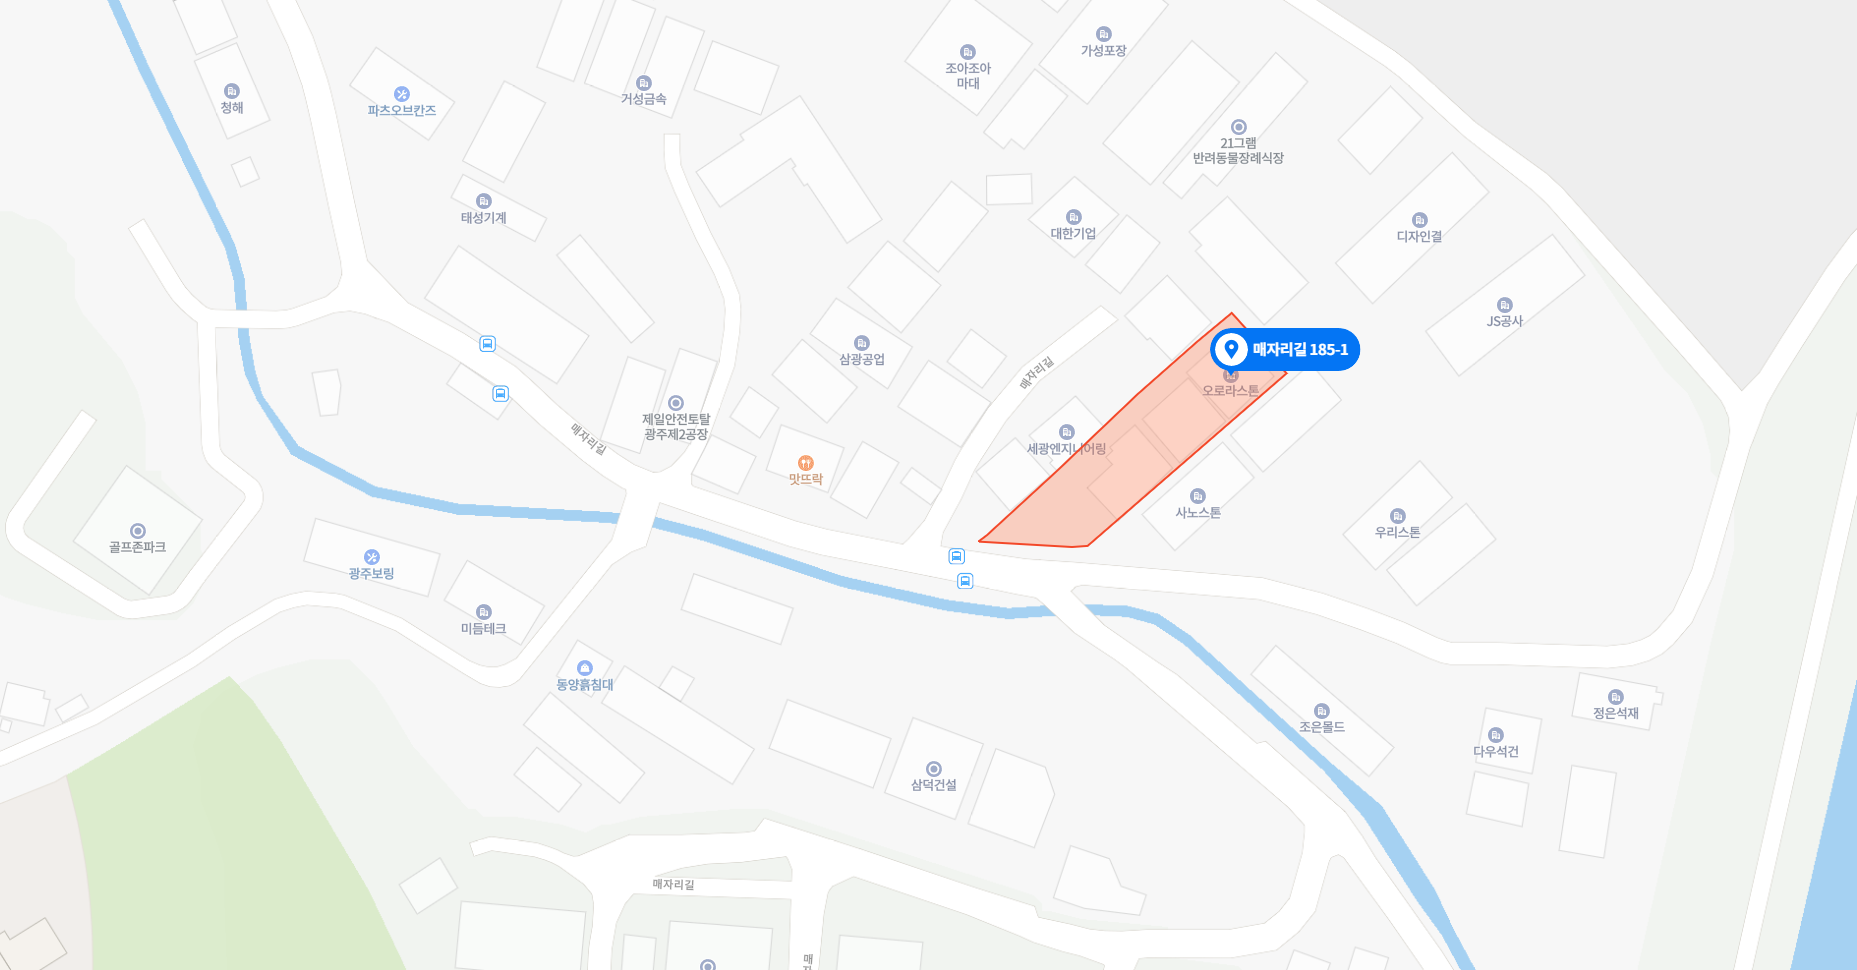 가성포장
조아조아
마대
청해
파츠오브칸즈
거성금속
21그램
반려동물장례식장
태성기계
대한기업
디자인결
JS공사
삼광공업
매자리길 185-1
매자리길
오로라스톤
제일안전토탈
광주제2공장
매자리길
세광엔지니어링
맛뜨락
사노스톤
우리스톤
골프존파크
광주보링
미듬테크
동양흙침대
정은석재
조은몰드
다우석건
삼덕건설
매자리길
매